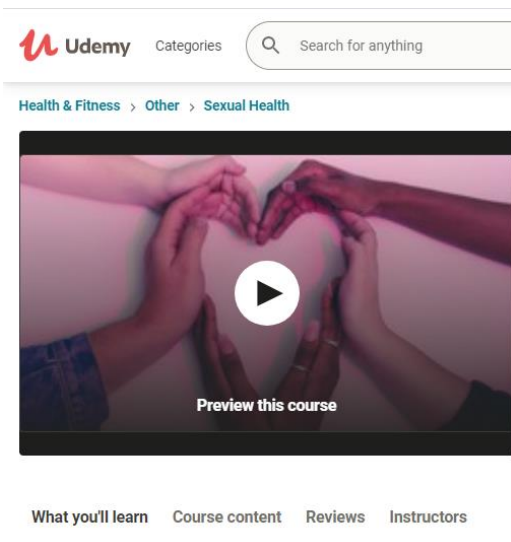 Udemy Categories Search for anything
Health & Fitness > Other > Sexual Health
Preview this course
What you'll learn Course content Reviews Instructors